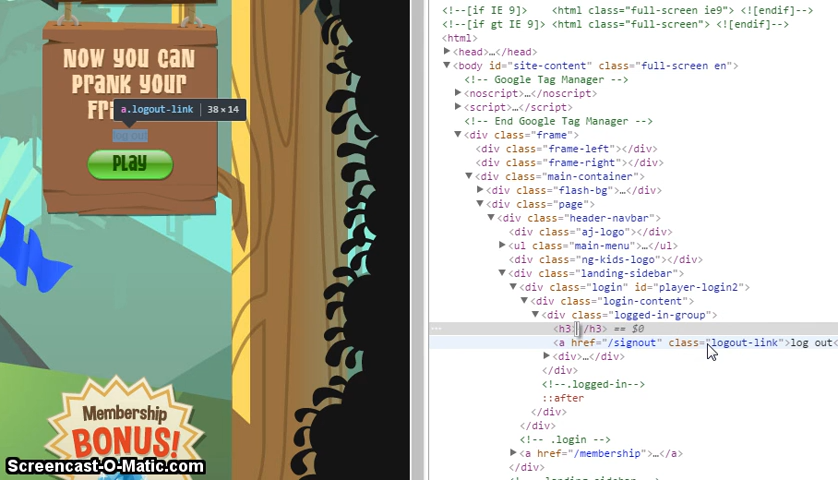 NOW YOU CAN
PRANK YOUR
a.logout-link | 38 × 14
log out
PLAY
Membership
BONUS!
Screencast-O-Matic.com
<!--[if IE 9]> <html class="full-screen ie9"> <![endif]-->
<!--[if gt IE 9]> <html class="full-screen"> <![endif]-->
<html>
<head>…</head>
<body id="site-content" class="full-screen en">
<!-- Google Tag Manager -->
<noscript>…</noscript>
<script>…</script>
<!-- End Google Tag Manager -->
<div class="frame">
<div class="frame-left"></div>
<div class="frame-right"></div>
<div class="main-container">
<div class="flash-bg">…</div>
<div class="page">
<div class="header-navbar">
<div class="aj-logo"></div>
<ul class="main-menu">…</ul>
<div class="ng-kids-logo"></div>
<div class="landing-sidebar">
<div class="login" id="player-login2">
<div class="login-content">
<div class="logged-in-group">
<h3></h3> == $0
<a href="/signout" class="logout-link">log out<
<div>…</div>
</div>
<!--.logged-in-->
::after
</div>
</div>
<!-- .login -->
<a href="/membership">…</a>
</div>